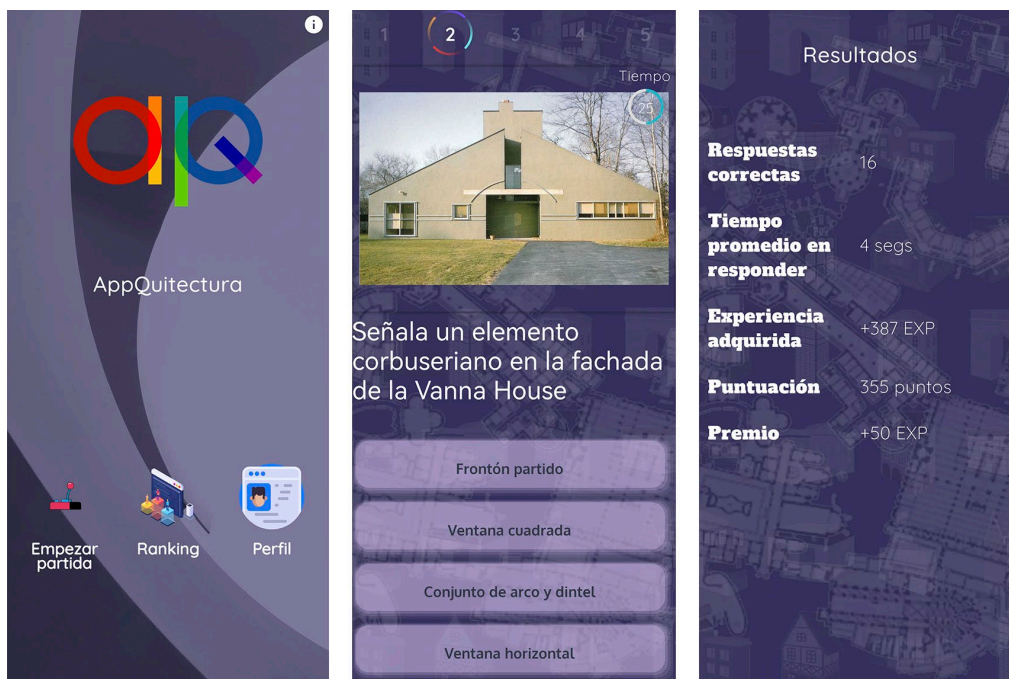 apQ
AppQuitectura
Empezar
partida
Ranking
Perfil
1 2 3 4 5
Tiempo
25
Señala un elemento
corbuseriano en la fachada
de la Vanna House
Frontón partido
Ventana cuadrada
Conjunto de arco y dintel
Ventana horizontal
Resultados
Respuestas
correctas
16
Tiempo
promedio en
responder
4 segs
Experiencia
adquirida
+387 EXP
Puntuación
355 puntos
Premio
+50 EXP